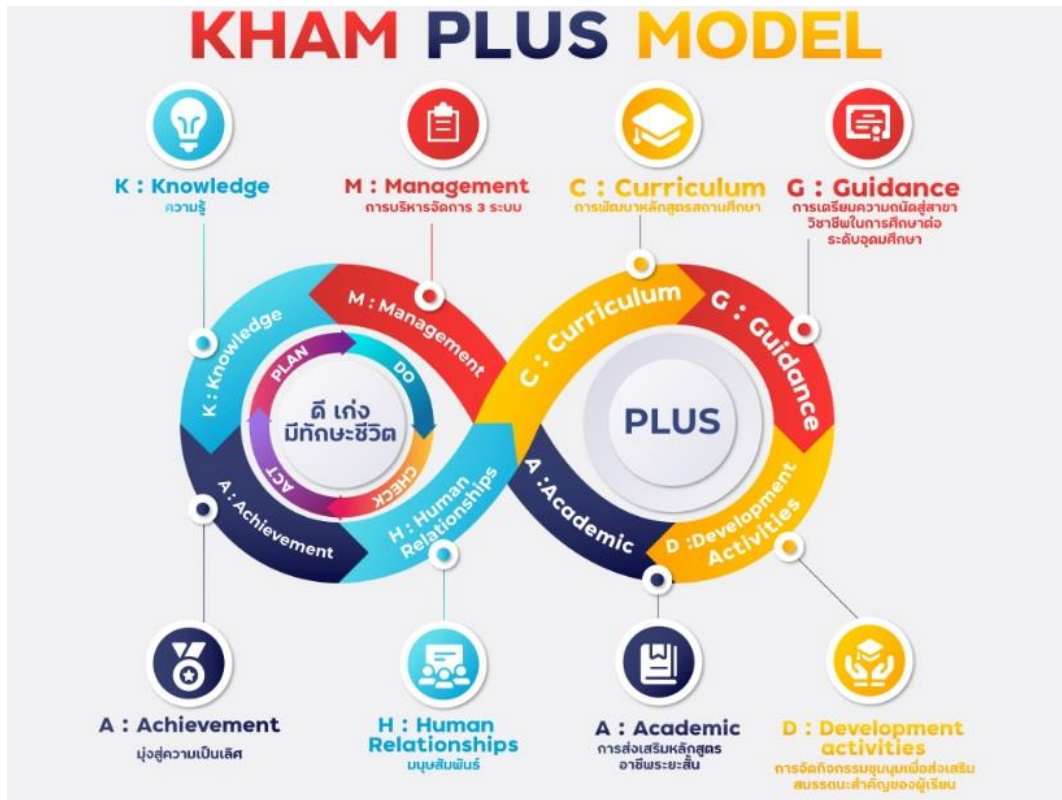 KHAM PLUS MODEL
K : Knowledge
ความรู้
M : Management
การบริหารจัดการ 3 ระบบ
C : Curriculum
การพัฒนาหลักสูตรสถานศึกษา
G : Guidance
การเตรียมความถนัดสู่สาขา
วิชาชีพในการศึกษาต่อ
ระดับอุดมศึกษา
K : Knowledge
M : Management
C : Curriculum
G : Guidance
PLAN
DO
CHECK
ACT
ดี เก่ง
มีทักษะชีวิต
PLUS
A : Achievement
H : Human
Relationships
A :Academic
D :Development
Activities
A : Achievement
มุ่งสู่ความเป็นเลิศ
H : Human
Relationships
มนุษสัมพันธ์
A : Academic
การส่งเสริมหลักสูตร
อาชีพระยะสั้น
D : Development
activities
การจัดกิจกรรมชุมนุมเพื่อส่งเสริม
สมรรถนะสำคัญของผู้เรียน